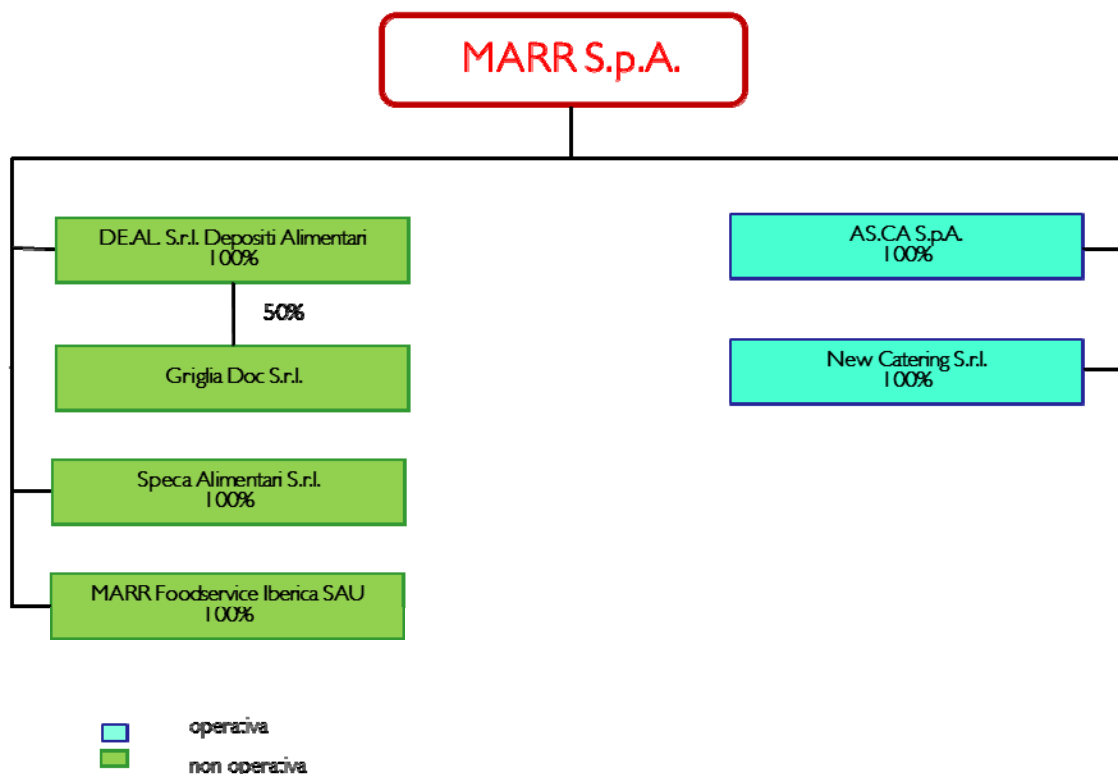 MARR S.p.A.
DE.AL. S.r.l. Depositi Alimentari
100%
50%
Griglia Doc S.r.l.
Speca Alimentari S.r.l.
100%
MARR Foodservice Iberica SAU
100%
AS.CA S.p.A.
100%
New Catering S.r.l.
100%
operativa
non operativa